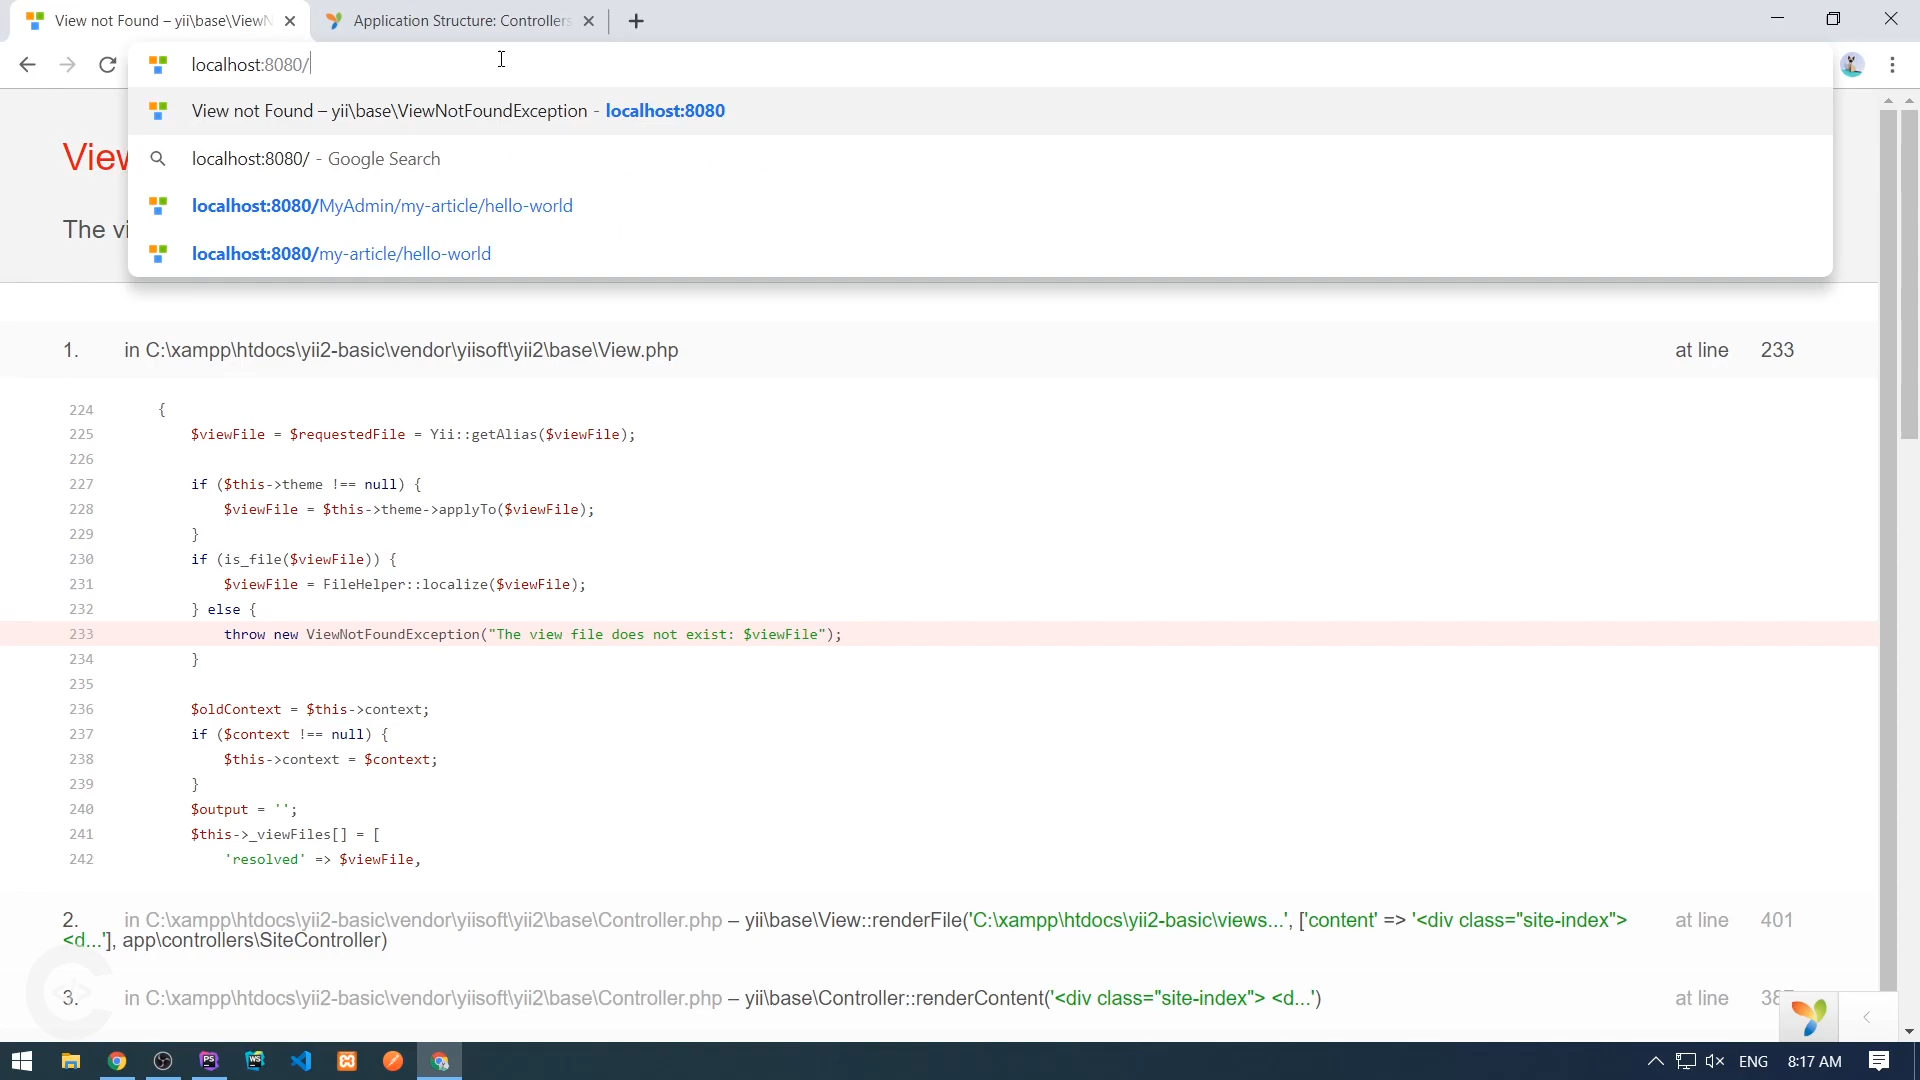 View not Found – yii\base\ViewN
Application Structure: Controllers
localhost:8080/
View not Found – yii\base\ViewNotFoundException - localhost:8080
localhost:8080/ - Google Search
localhost:8080/MyAdmin/my-article/hello-world
localhost:8080/my-article/hello-world
View
The vi
1. in C:\xampp\htdocs\yii2-basic\vendor\yiisoft\yii2\base\View.php at line 233
224 {
225 $viewFile = $requestedFile = Yii::getAlias($viewFile);
226
227 if ($this->theme !== null) {
228 $viewFile = $this->theme->applyTo($viewFile);
229 }
230 if (is_file($viewFile)) {
231 $viewFile = FileHelper::localize($viewFile);
232 } else {
233 throw new ViewNotFoundException("The view file does not exist: $viewFile");
234 }
235
236 $oldContext = $this->context;
237 if ($context !== null) {
238 $this->context = $context;
239 }
240 $output = '';
241 $this->_viewFiles[] = [
242 'resolved' => $viewFile,
2. in C:\xampp\htdocs\yii2-basic\vendor\yiisoft\yii2\base\Controller.php – yii\base\View::renderFile('C:\xampp\htdocs\yii2-basic\views...', ['content' => '<div class="site-index"> at line 401
<d...'], app\controllers\SiteController)
3. in C:\xampp\htdocs\yii2-basic\vendor\yiisoft\yii2\base\Controller.php – yii\base\Controller::renderContent('<div class="site-index"> <d...') at line 38
ENG 8:17 AM